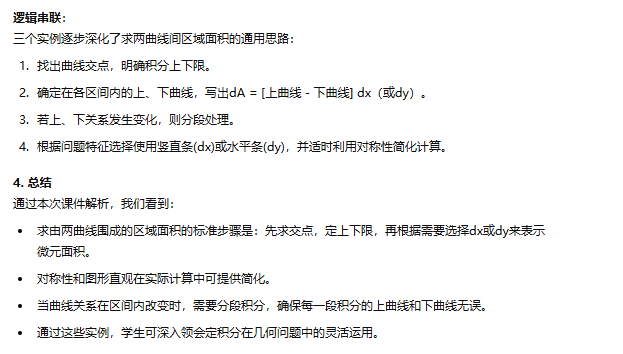 逻辑串联：
三个实例逐步深化了求两曲线间区域面积的通用思路：
1. 找出曲线交点，明确积分上下限。
2. 确定在各区间内的上、下曲线，写出dA = [上曲线 - 下曲线] dx（或dy）。
3. 若上、下关系发生变化，则分段处理。
4. 根据问题特征选择使用竖直条(dx)或水平条(dy)，并适时利用对称性简化计算。
4. 总结
通过本次课件解析，我们看到：
• 求由两曲线围成的区域面积的标准步骤是：先求交点，定上下限，再根据需要选择dx或dy来表示
微元面积。
• 对称性和图形直观在实际计算中可提供简化。
• 当曲线关系在区间内改变时，需要分段积分，确保每一段积分的上曲线和下曲线无误。
• 通过这些实例，学生可深入领会定积分在几何问题中的灵活运用。